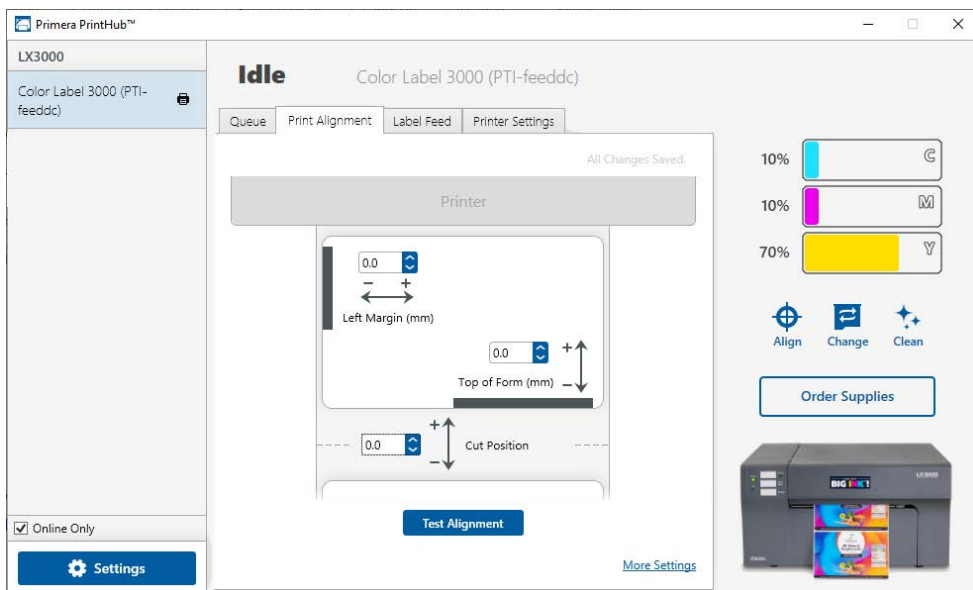 Primera PrintHub™
LX3000
Color Label 3000 (PTI-
feeddc)
Online Only
Settings
Idle
Color Label 3000 (PTI-feeddc)
Queue
Print Alignment
Label Feed
Printer Settings
All Changes Saved.
Printer
0.0
- +
Left Margin (mm)
0.0
+
Top of Form (mm)
-
+
0.0
Cut Position
-
Test Alignment
More Settings
10%
C
10%
M
70%
Y
Align
Change
Clean
Order Supplies
BIG INK!